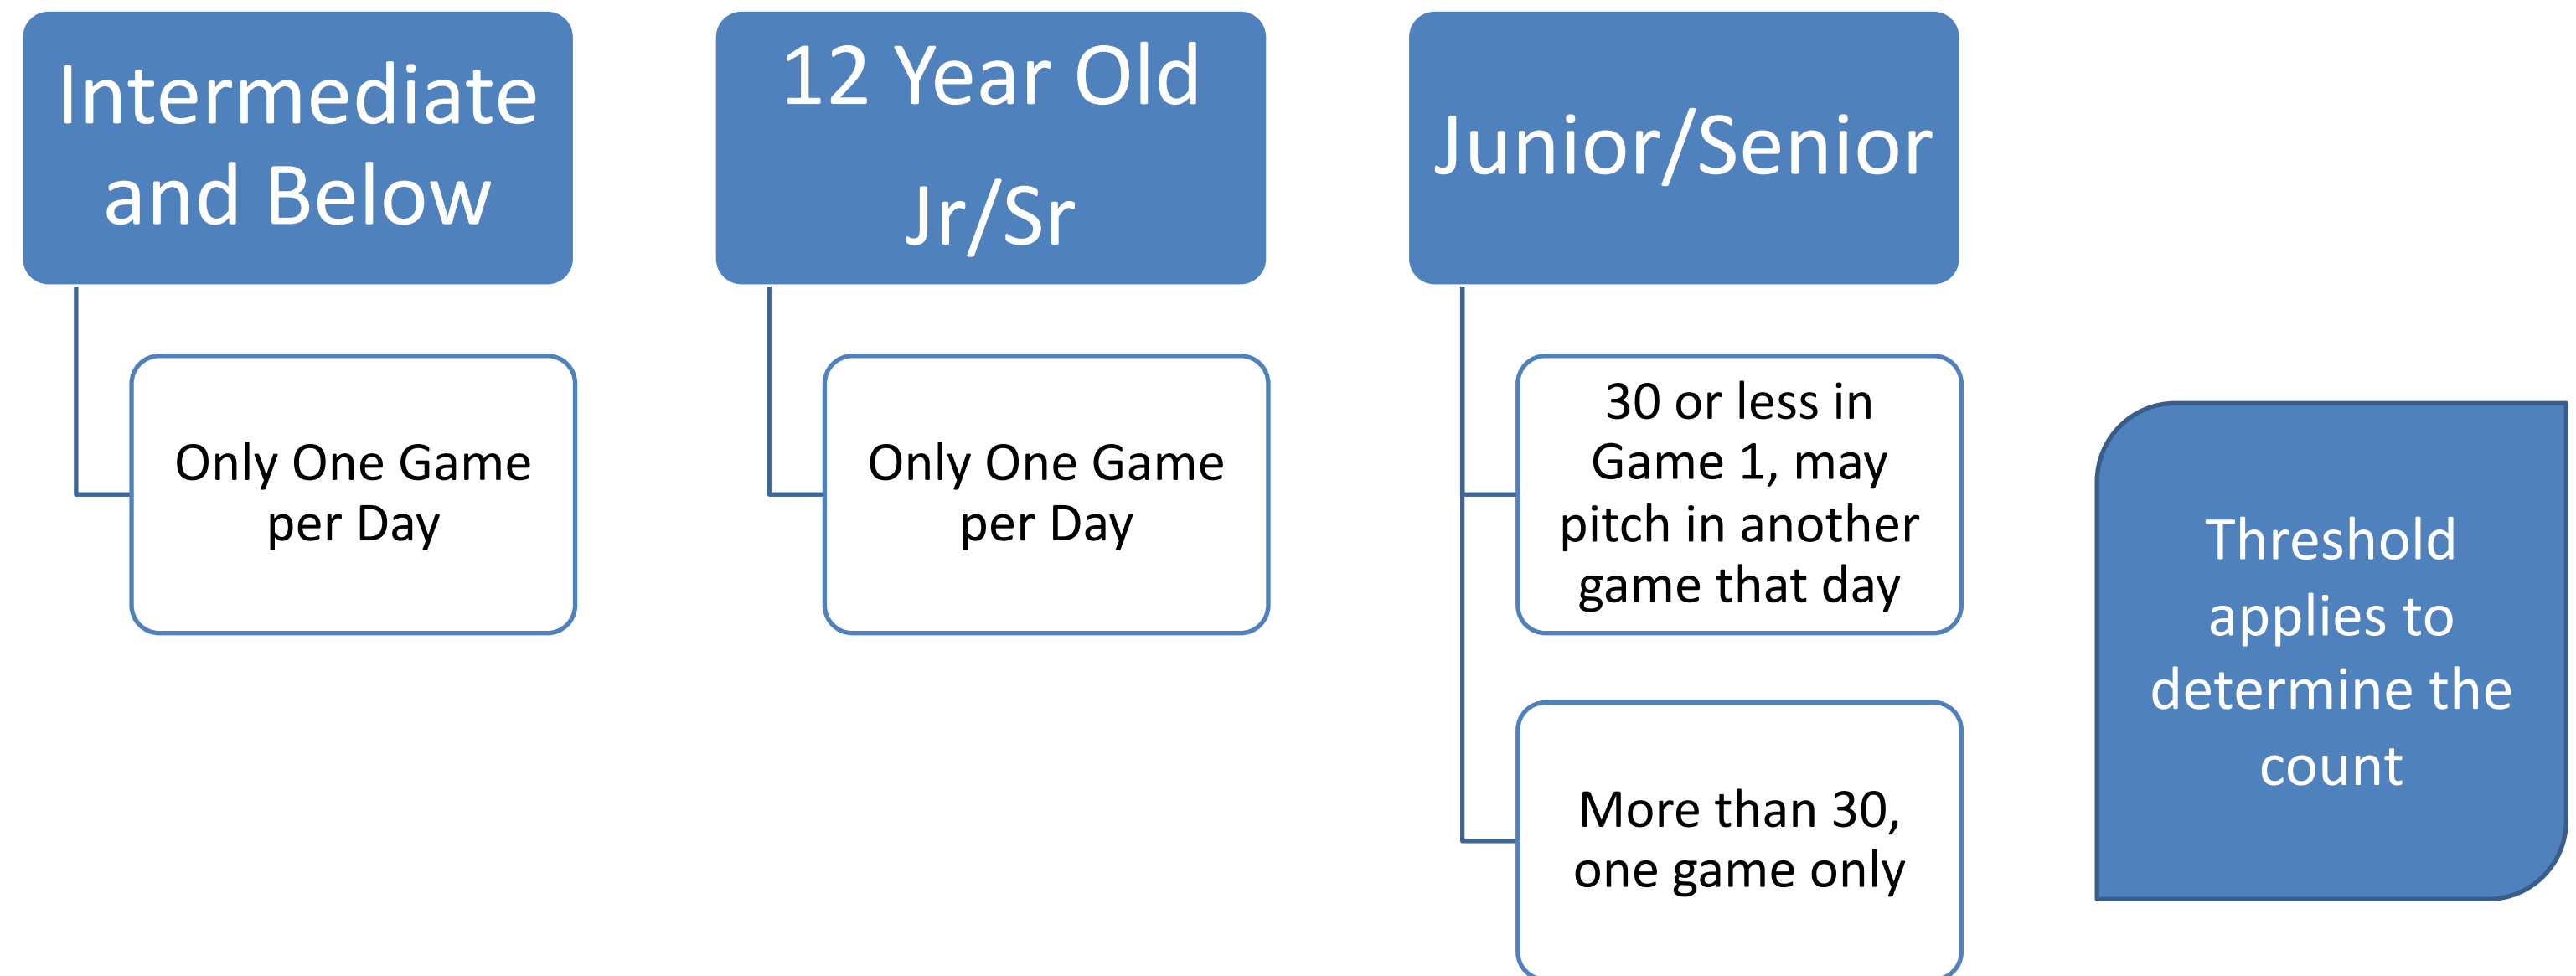 Intermediate
and Below
Only One Game
per Day
12 Year Old
Jr/Sr
Only One Game
per Day
Junior/Senior
30 or less in
Game 1, may
pitch in another
game that day
More than 30,
one game only
Threshold
applies to
determine the
count